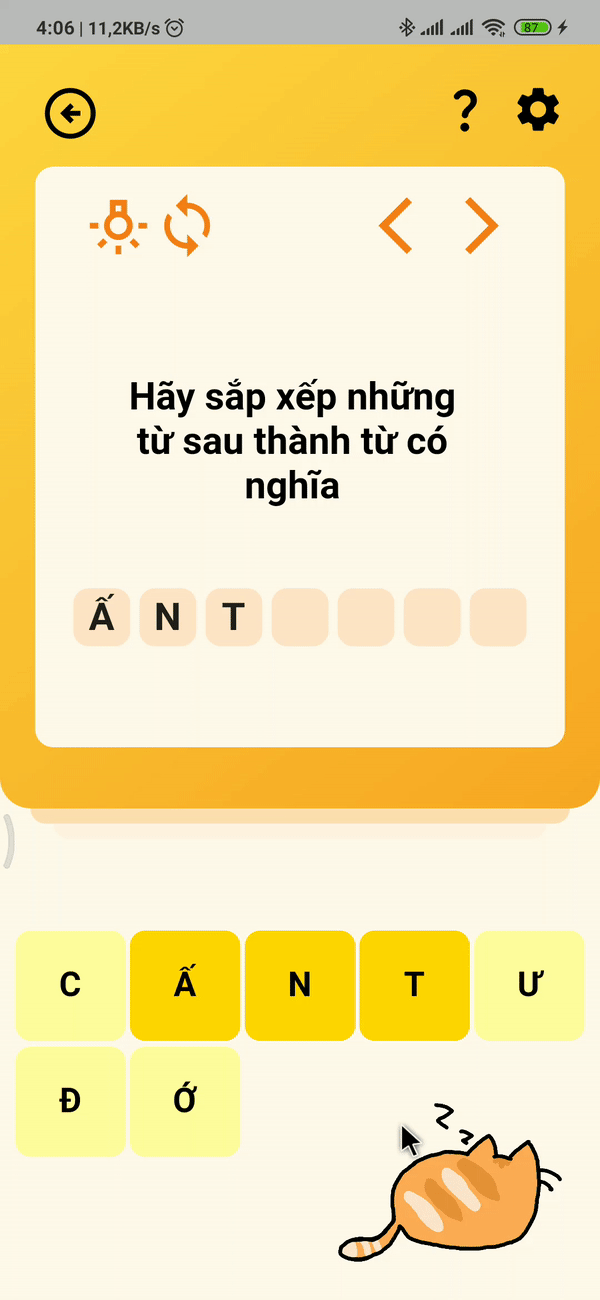 4:06 | 11,2KB/s
87
?
Hãy sắp xếp những
từ sau thành từ có
nghĩa
Ấ N T
C Ấ N T Ư
Đ Ớ
z z